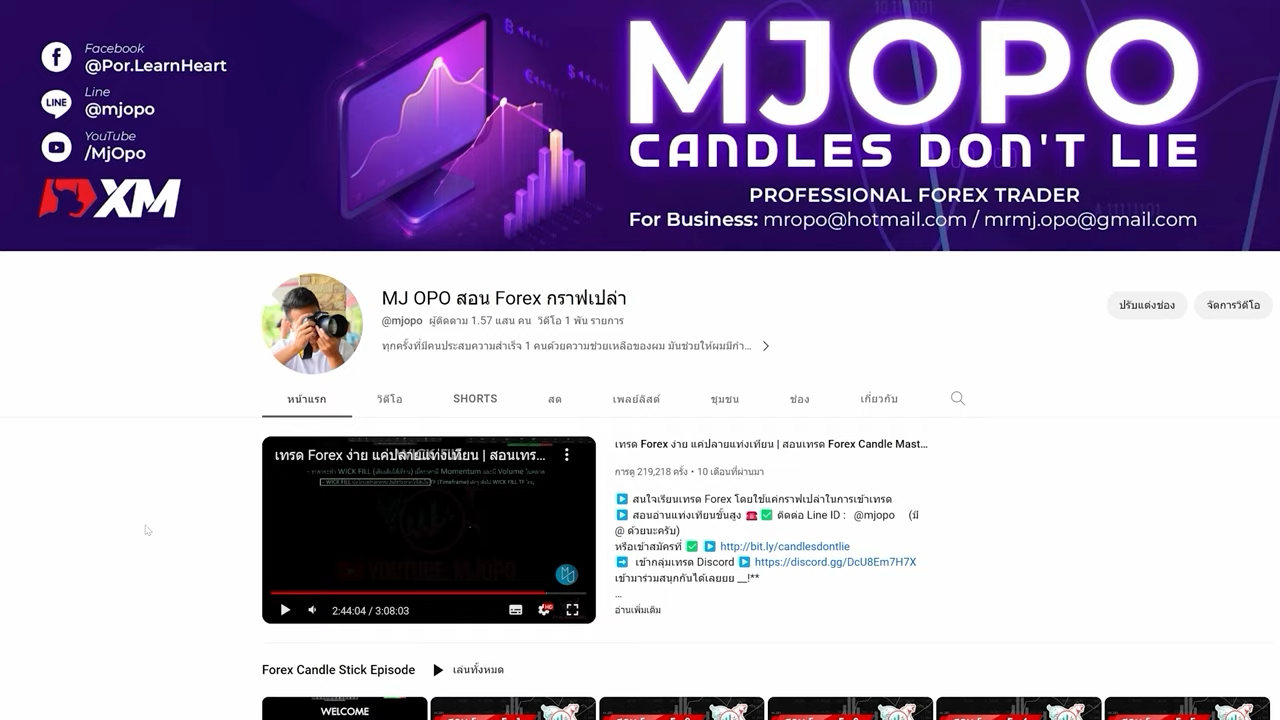 Facebook
@Por.LearnHeart
Line
LINE
@mjopo
YouTube
/MjOpo
XM
MJOPO
CANDLES DON'T LIE
PROFESSIONAL FOREX TRADER
For Business: mropo@hotmail.com / mrmj.opo@gmail.com
MJ OPO สอน Forex กราฟเปล่า
@mjopo ผู้ติดตาม 1.57 แสน คน วิดีโอ 1 พัน รายการ
ทุกครั้งที่มีคนประสบความสำเร็จ 1 คนด้วยความช่วยเหลือของผม มันช่วยให้ผมมีกำ...
ปรับแต่งช่อง
จัดการวิดีโอ
หน้าแรก
วิดีโอ
SHORTS
สด
เพลย์ลิสต์
ชุมชน
ช่อง
เกี่ยวกับ
เทรด Forex ง่าย แค่ปลายแท่งเทียน | สอนเทร...
2:44:04 / 3:08:03
HD
YOUTUBE: MJOPO
เทรด Forex ง่าย แค่ปลายแท่งเทียน | สอนเทรด Forex Candle Mast...
การดู 219,218 ครั้ง • 10 เดือนที่ผ่านมา
สนใจเรียนเทรด Forex โดยใช้แค่กราฟเปล่าในการเข้าเทรด
สอนอ่านแท่งเทียนขั้นสูง ☎️ ✅ ติดต่อ Line ID : @mjopo (มี
@ ด้วยนะครับ)
หรือเข้าสมัครที่ ✅ ▶️ http://bit.ly/candlesdontlie
➡️ เข้ากลุ่มเทรด Discord ▶️ https://discord.gg/DcU8Em7H7X
เข้ามาร่วมสนุกกันได้เลยยย __!**
...
อ่านเพิ่มเติม
Forex Candle Stick Episode
เล่นทั้งหมด
WELCOME